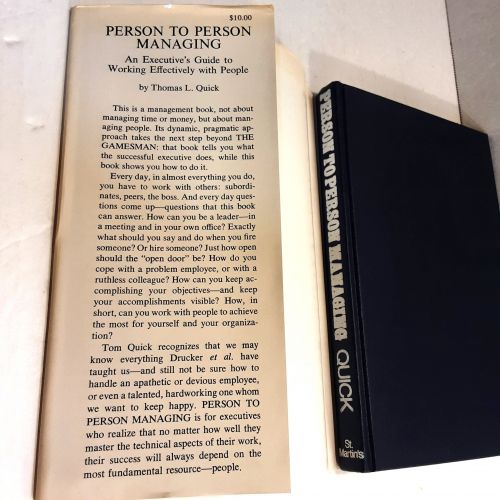 $10.00
PERSON TO PERSON
MANAGING
An Executive's Guide to
Working Effectively with People
by Thomas L. Quick
This is a management book, not about
managing time or money, but about man-
aging people. Its dynamic, pragmatic ap-
proach takes the next step beyond THE
GAMESMAN: that book tells you what
the successful executive does, while this
book shows you how to do it.
Every day, in almost everything you do,
you have to work with others: subordi-
nates, peers, the boss. And every day ques-
tions come up—questions that this book
can answer. How can you be a leader—in
a meeting and in your own office? Exactly
what should you say and do when you fire
someone? Or hire someone? Just how open
should the "open door" be? How do you
cope with a problem employee, or with a
ruthless colleague? How can you keep ac-
complishing your objectives—and keep
your accomplishments visible? How, in
short, can you work with people to achieve
the most for yourself and your organiza-
tion?
Tom Quick recognizes that we may
know everything Drucker et al. have
taught us—and still not be sure how to
handle an apathetic or devious employee,
or even a talented, hardworking one whom
we want to keep happy. PERSON TO
PERSON MANAGING is for executives
who realize that no matter how well they
master the technical aspects of their work,
their success will always depend on the
most fundamental resource—people.
PERSON TO PERSON MANAGING
QUICK
St.
Martin's